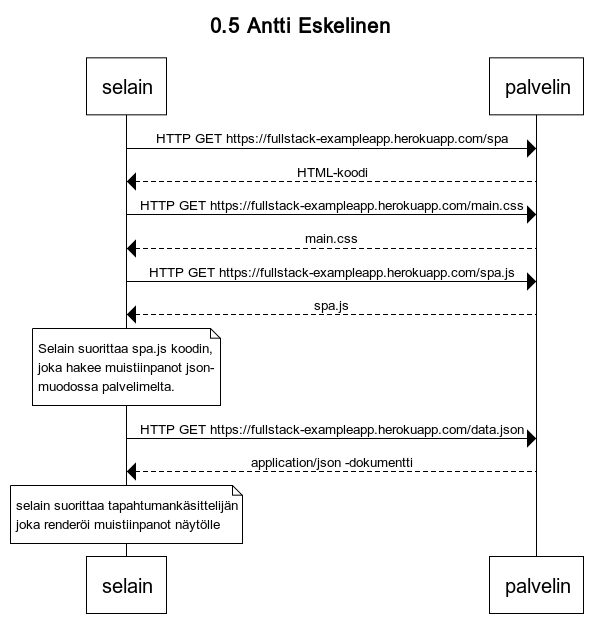 0.5 Antti Eskelinen
selain
palvelin
HTTP GET https://fullstack-exampleapp.herokuapp.com/spa
HTML-koodi
HTTP GET https://fullstack-exampleapp.herokuapp.com/main.css
main.css
HTTP GET https://fullstack-exampleapp.herokuapp.com/spa.js
spa.js
Selain suorittaa spa.js koodin,
joka hakee muistiinpanot json-
muodossa palvelimelta.
HTTP GET https://fullstack-exampleapp.herokuapp.com/data.json
application/json -dokumentti
selain suorittaa tapahtumankäsittelijän
joka renderöi muistiinpanot näytölle
selain
palvelin